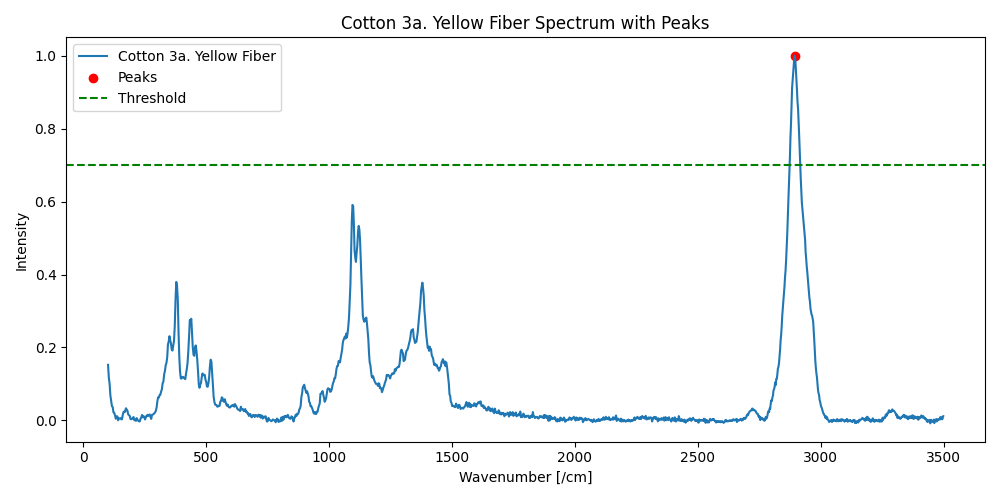 Cotton 3a. Yellow Fiber Spectrum with Peaks
Cotton 3a. Yellow Fiber
Peaks
Threshold
Intensity
1.0
0.8
0.6
0.4
0.2
0.0
0 500 1000 1500 2000 2500 3000 3500
Wavenumber [/cm]